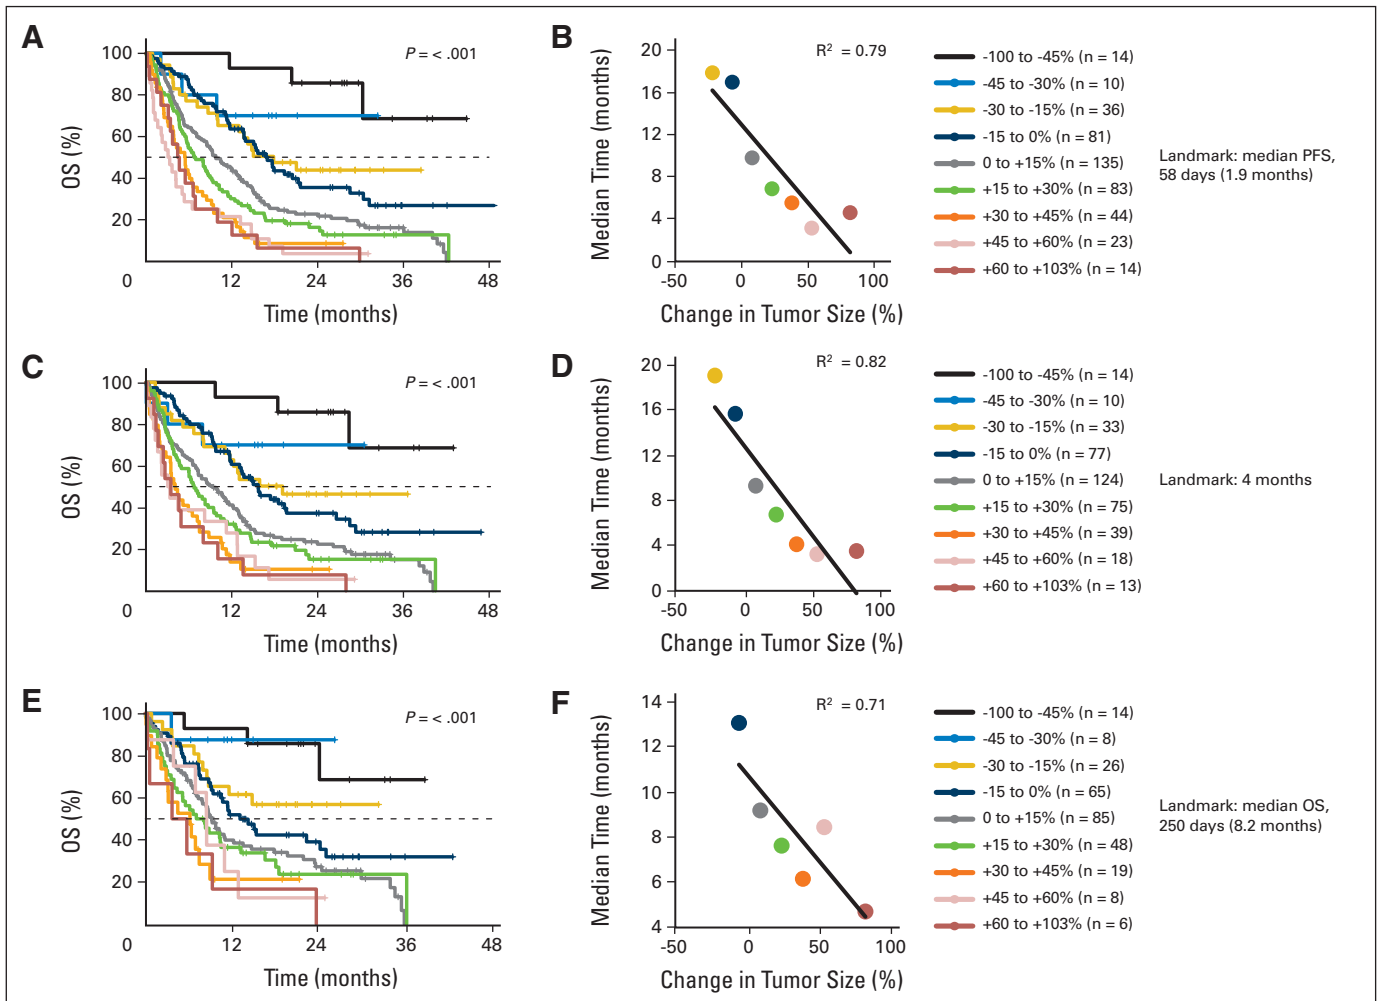 A
P = < .001
OS (%)
100
80
60
40
20
0
12
24
36
48
Time (months)
B
R² = 0.79
Median Time (months)
20
16
12
8
4
0
-50
0
50
100
Change in Tumor Size (%)
-100 to -45% (n = 14)
-45 to -30% (n = 10)
-30 to -15% (n = 36)
-15 to 0% (n = 81)
0 to +15% (n = 135)
+15 to +30% (n = 83)
+30 to +45% (n = 44)
+45 to +60% (n = 23)
+60 to +103% (n = 14)
Landmark: median PFS,
58 days (1.9 months)
C
P = < .001
OS (%)
100
80
60
40
20
0
12
24
36
48
Time (months)
D
R² = 0.82
Median Time (months)
20
16
12
8
4
0
-50
0
50
100
Change in Tumor Size (%)
-100 to -45% (n = 14)
-45 to -30% (n = 10)
-30 to -15% (n = 33)
-15 to 0% (n = 77)
0 to +15% (n = 124)
+15 to +30% (n = 75)
+30 to +45% (n = 39)
+45 to +60% (n = 18)
+60 to +103% (n = 13)
Landmark: 4 months
E
P = < .001
OS (%)
100
80
60
40
20
0
12
24
36
48
Time (months)
F
R² = 0.71
Median Time (months)
14
12
10
8
6
4
-50
0
50
100
Change in Tumor Size (%)
-100 to -45% (n = 14)
-45 to -30% (n = 8)
-30 to -15% (n = 26)
-15 to 0% (n = 65)
0 to +15% (n = 85)
+15 to +30% (n = 48)
+30 to +45% (n = 19)
+45 to +60% (n = 8)
+60 to +103% (n = 6)
Landmark: median OS,
250 days (8.2 months)